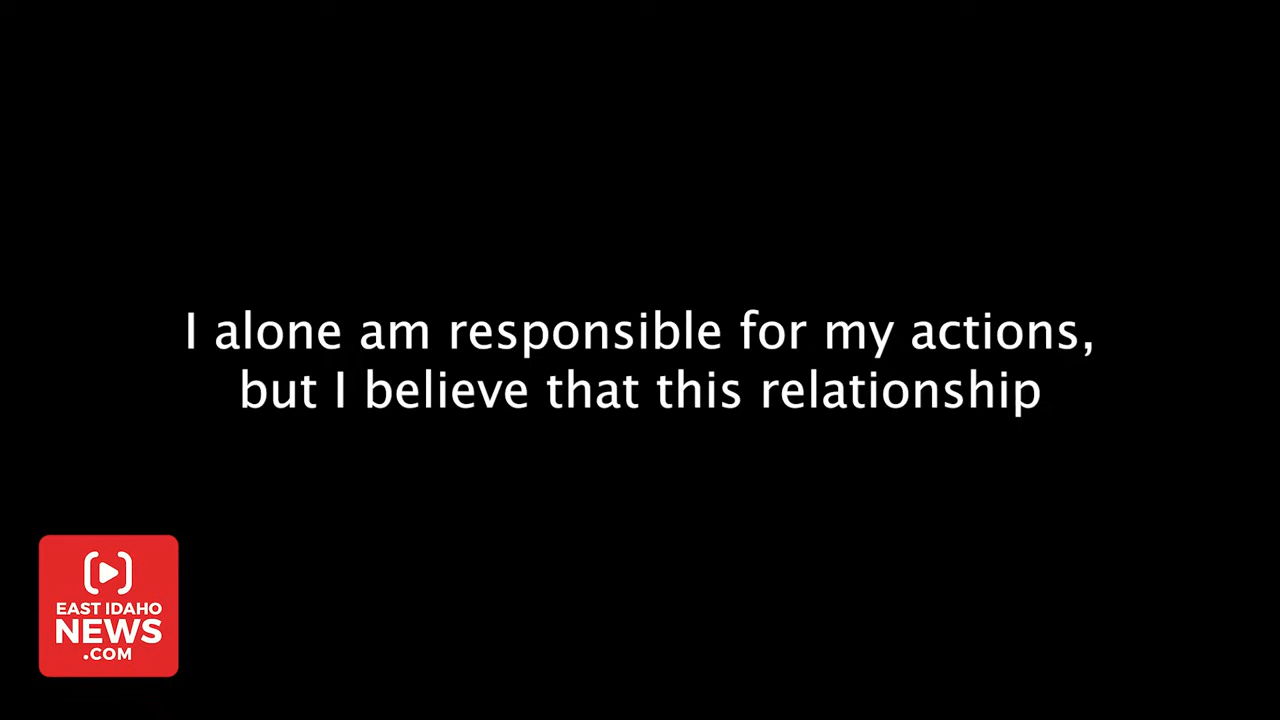 I alone am responsible for my actions,
but I believe that this relationship
EAST IDAHO
NEWS
.COM